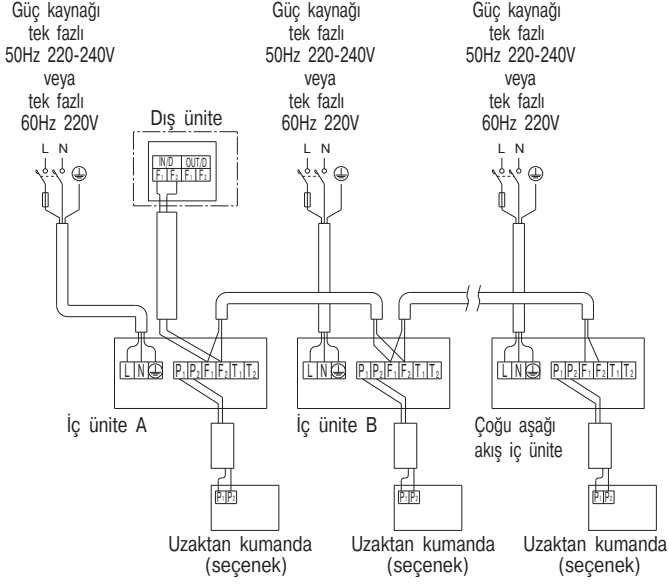 Güç kaynağı
tek fazlı
50Hz 220-240V
veya
tek fazlı
60Hz 220V
L N
Güç kaynağı
tek fazlı
50Hz 220-240V
veya
tek fazlı
60Hz 220V
L N
Güç kaynağı
tek fazlı
50Hz 220-240V
veya
tek fazlı
60Hz 220V
L N
Dış ünite
IN/D OUT/D
F₁ F₂ F₁ F₂
L N
P₁ P₂ F₁ F₂ T₁ T₂
İç ünite A
L N
P₁ P₂ F₁ F₂ T₁ T₂
İç ünite B
L N
P₁ P₂ F₁ F₂ T₁ T₂
Çoğu aşağı
akış iç ünite
P₁ P₂
Uzaktan kumanda
(seçenek)
P₁ P₂
Uzaktan kumanda
(seçenek)
P₁ P₂
Uzaktan kumanda
(seçenek)